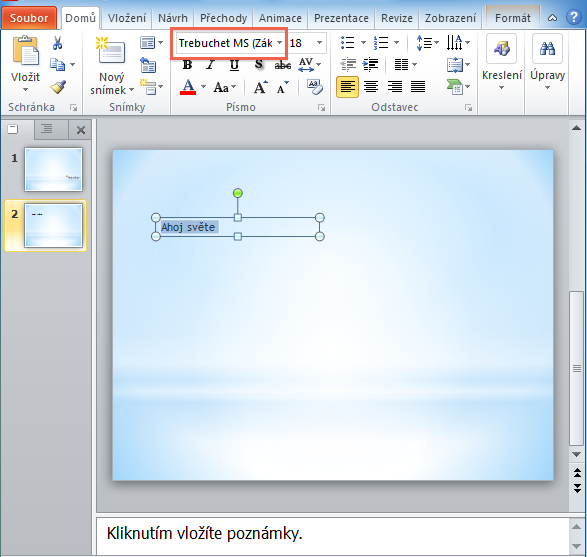 Soubor Domů Vložení Návrh Přechody Animace Prezentace Revize Zobrazení Formát
Trebuchet MS (Zák 18
Vložit Nový snímek Kreslení Úpravy
B I U S abc AV
A Aa A A
Schránka Snímky Písmo Odstavec
1
2
Ahoj světe
Kliknutím vložíte poznámky.